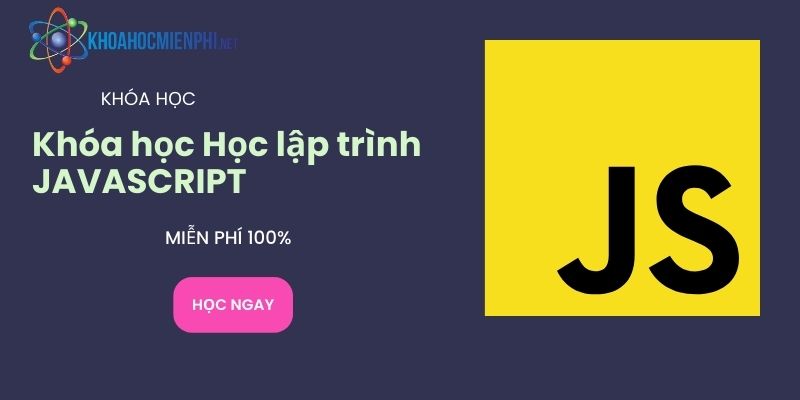 KHOAHOCMIENPHI.NET
KHÓA HỌC
Khóa học Học lập trình
JAVASCRIPT
MIỄN PHÍ 100%
HỌC NGAY
JS